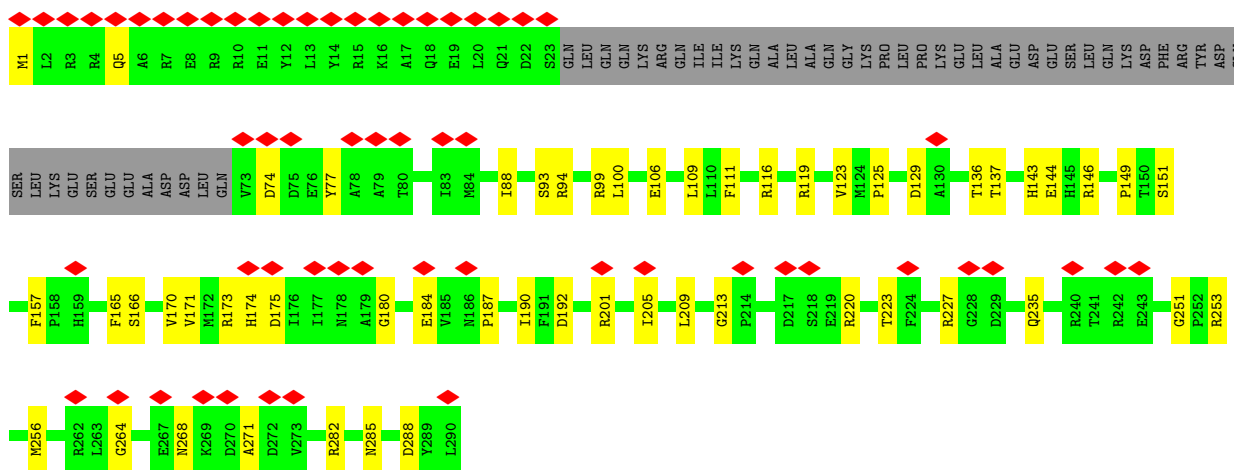 M1 L2 R3 R4 Q5 A6 R7 E8 R9 R10 E11 Y12 L13 Y14 R15 K16 A17 Q18 E19 L20 Q21 D22 S23 GLN LEU GLN GLN LYS ARG GLN ILE ILE LYS GLN ALA LEU ALA GLN GLY LYS PRO LEU PRO LYS GLU LEU ALA GLU ASP GLU SER LEU GLN LYS ASP PHE ARG TYR ASP
SER LEU LYS GLU SER GLU GLU ALA ASP ASP LEU GLN V73 D74 D75 E76 Y77 A78 A79 T80 I83 M84 I88 S93 R94 R99 L100 E106 L109 L110 F111 R116 R119 V123 M124 P125 D129 A130 T136 T137 H143 E144 H145 R146 P149 T150 S151
F157 P158 H159 F165 S166 V170 V171 M172 R173 H174 D175 I176 I177 N178 A179 G180 E184 V185 N186 P187 I190 F191 D192 R201 I205 L209 G213 P214 D217 S218 E219 R220 T223 F224 R227 G228 D229 Q235 R240 T241 R242 E243 G251 P252 R253
M256 R262 L263 G264 E267 N268 K269 D270 A271 D272 V273 R282 N285 D288 Y289 L290